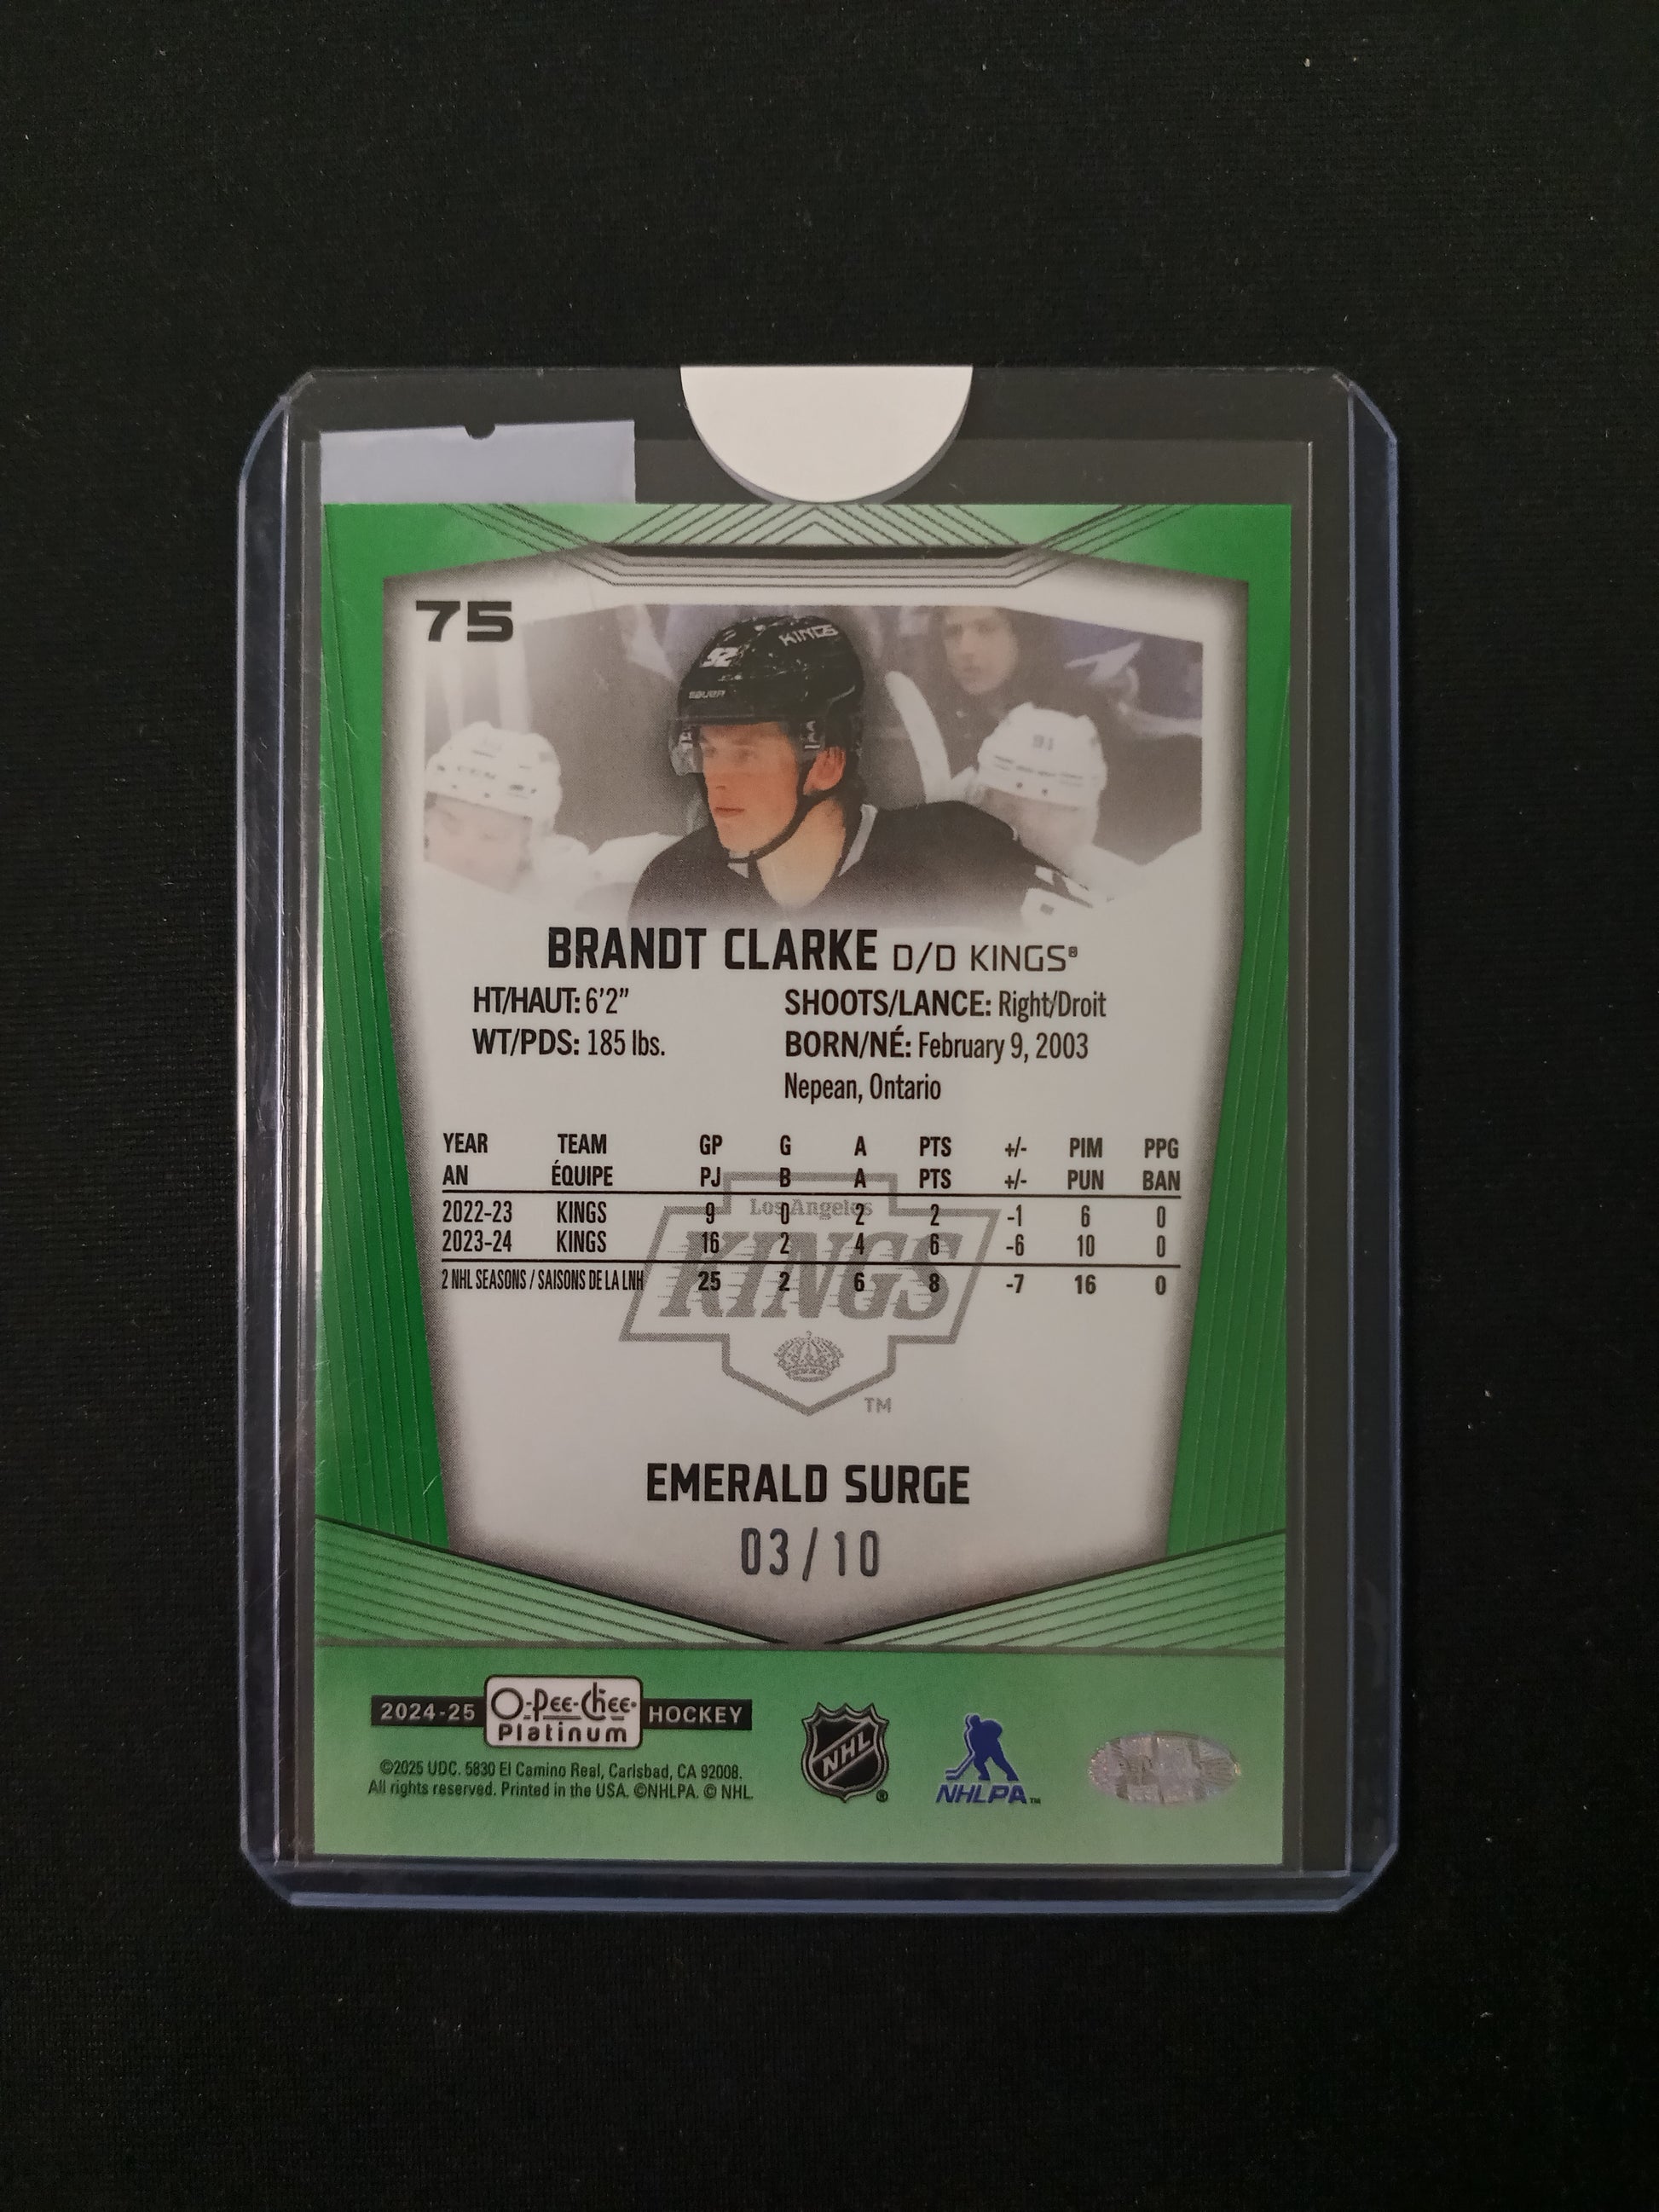 75
KINGS
92
BAUER
91
BRANDT CLARKE D/D KINGS®
HT/HAUT: 6'2" SHOOTS/LANCE: Right/Droit
WT/PDS: 185 lbs. BORN/NÉ: February 9, 2003
Nepean, Ontario
YEAR TEAM GP G A PTS +/- PIM PPG
AN ÉQUIPE PJ B A PTS +/- PUN BAN
2022-23 KINGS 9 0 2 2 -1 6 0
2023-24 KINGS 16 2 4 6 -6 10 0
2 NHL SEASONS / SAISONS DE LA LNH 25 2 6 8 -7 16 0
Los Angeles
KINGS
TM
EMERALD SURGE
03/10
2024-25 O-Pee-Chee Platinum HOCKEY
©2025 UDC. 5830 El Camino Real, Carlsbad, CA 92008.
All rights reserved. Printed in the USA. ©NHLPA. © NHL.
NHL ®
NHLPA™